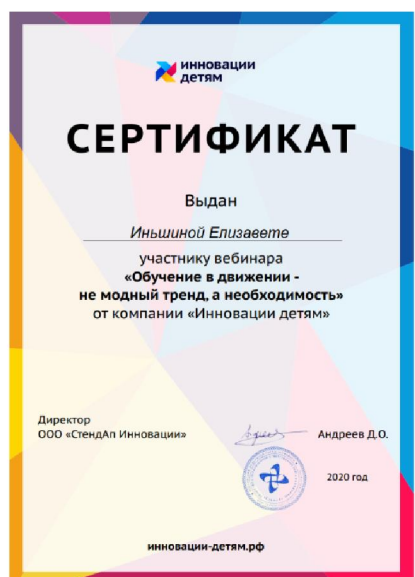 инновации
детям
СЕРТИФИКАТ
Выдан
Иньшиной Елизавете
участнику вебинара
«Обучение в движении -
не модный тренд, а необходимость»
от компании «Инновации детям»
Директор
ООО «СтендАп Инновации»
Андреев Д.О.
2020 год
инновации-детям.рф